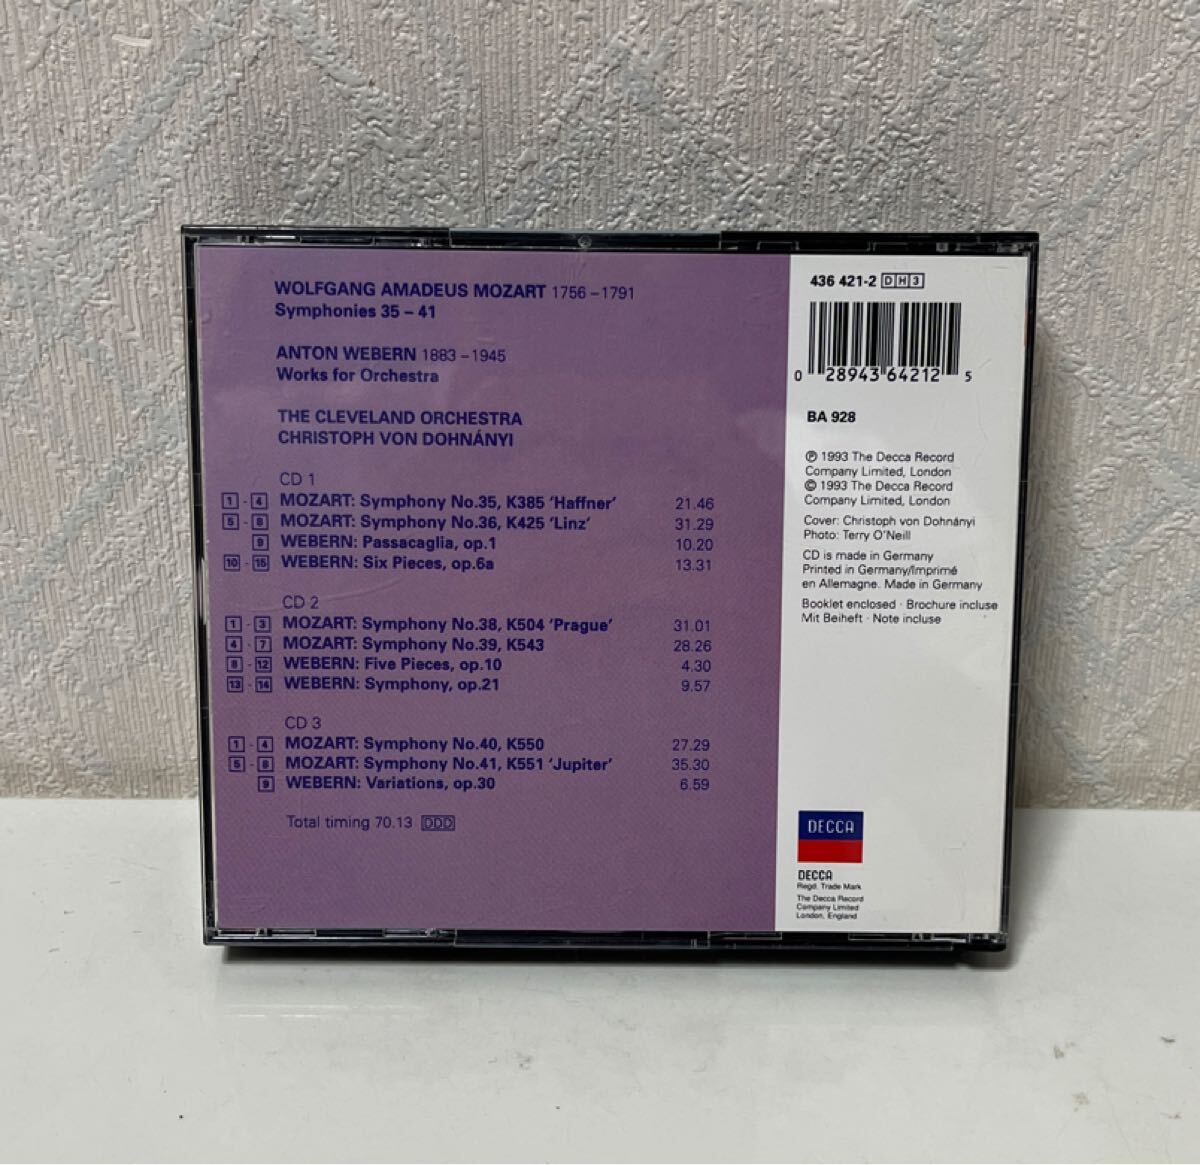 WOLFGANG AMADEUS MOZART 1756 – 1791
Symphonies 35 – 41
ANTON WEBERN 1883 – 1945
Works for Orchestra
THE CLEVELAND ORCHESTRA
CHRISTOPH VON DOHNÁNYI
CD 1
1 - 4 MOZART: Symphony No.35, K385 ‘Haffner’ 21.46
5 - 8 MOZART: Symphony No.36, K425 ‘Linz’ 31.29
9 WEBERN: Passacaglia, op.1 10.20
10 - 15 WEBERN: Six Pieces, op.6a 13.31
CD 2
1 - 3 MOZART: Symphony No.38, K504 ‘Prague’ 31.01
4 - 7 MOZART: Symphony No.39, K543 28.26
8 - 12 WEBERN: Five Pieces, op.10 4.30
13 - 14 WEBERN: Symphony, op.21 9.57
CD 3
1 - 4 MOZART: Symphony No.40, K550 27.29
5 - 8 MOZART: Symphony No.41, K551 ‘Jupiter’ 35.30
9 WEBERN: Variations, op.30 6.59
Total timing 70.13 DDD
436 421-2 DH3
0 28943 64212 5
BA 928
℗ 1993 The Decca Record
Company Limited, London
© 1993 The Decca Record
Company Limited, London
Cover: Christoph von Dohnányi
Photo: Terry O’Neill
CD is made in Germany
Printed in Germany/Imprimé
en Allemagne. Made in Germany
Booklet enclosed · Brochure incluse
Mit Beiheft · Note incluse
DECCA
DECCA
Regd. Trade Mark
The Decca Record
Company Limited
London, England